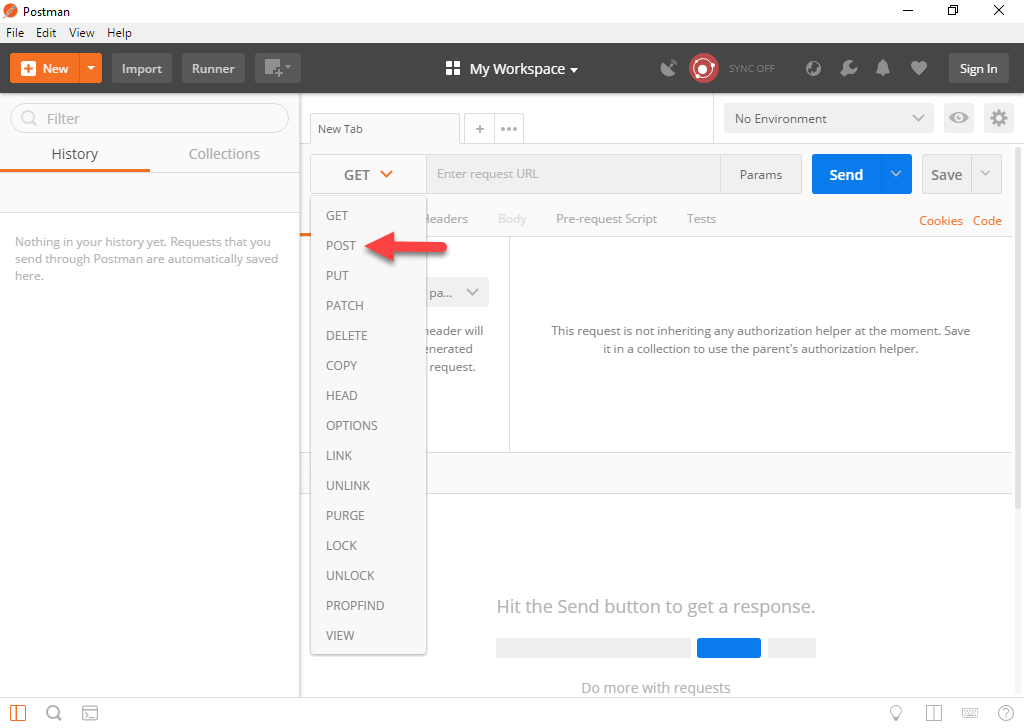 Postman
File Edit View Help
New Import Runner My Workspace SYNC OFF Sign In
Filter
History Collections
Nothing in your history yet. Requests that you
send through Postman are automatically saved
here.
New Tab
No Environment
GET Enter request URL Params Send Save
Headers Body Pre-request Script Tests Cookies Code
GET
POST
PUT
PATCH
DELETE
COPY
HEAD
OPTIONS
LINK
UNLINK
PURGE
LOCK
UNLOCK
PROPFIND
VIEW
pa...
header will
enerated
request.
This request is not inheriting any authorization helper at the moment. Save
it in a collection to use the parent's authorization helper.
Hit the Send button to get a response.
Do more with requests